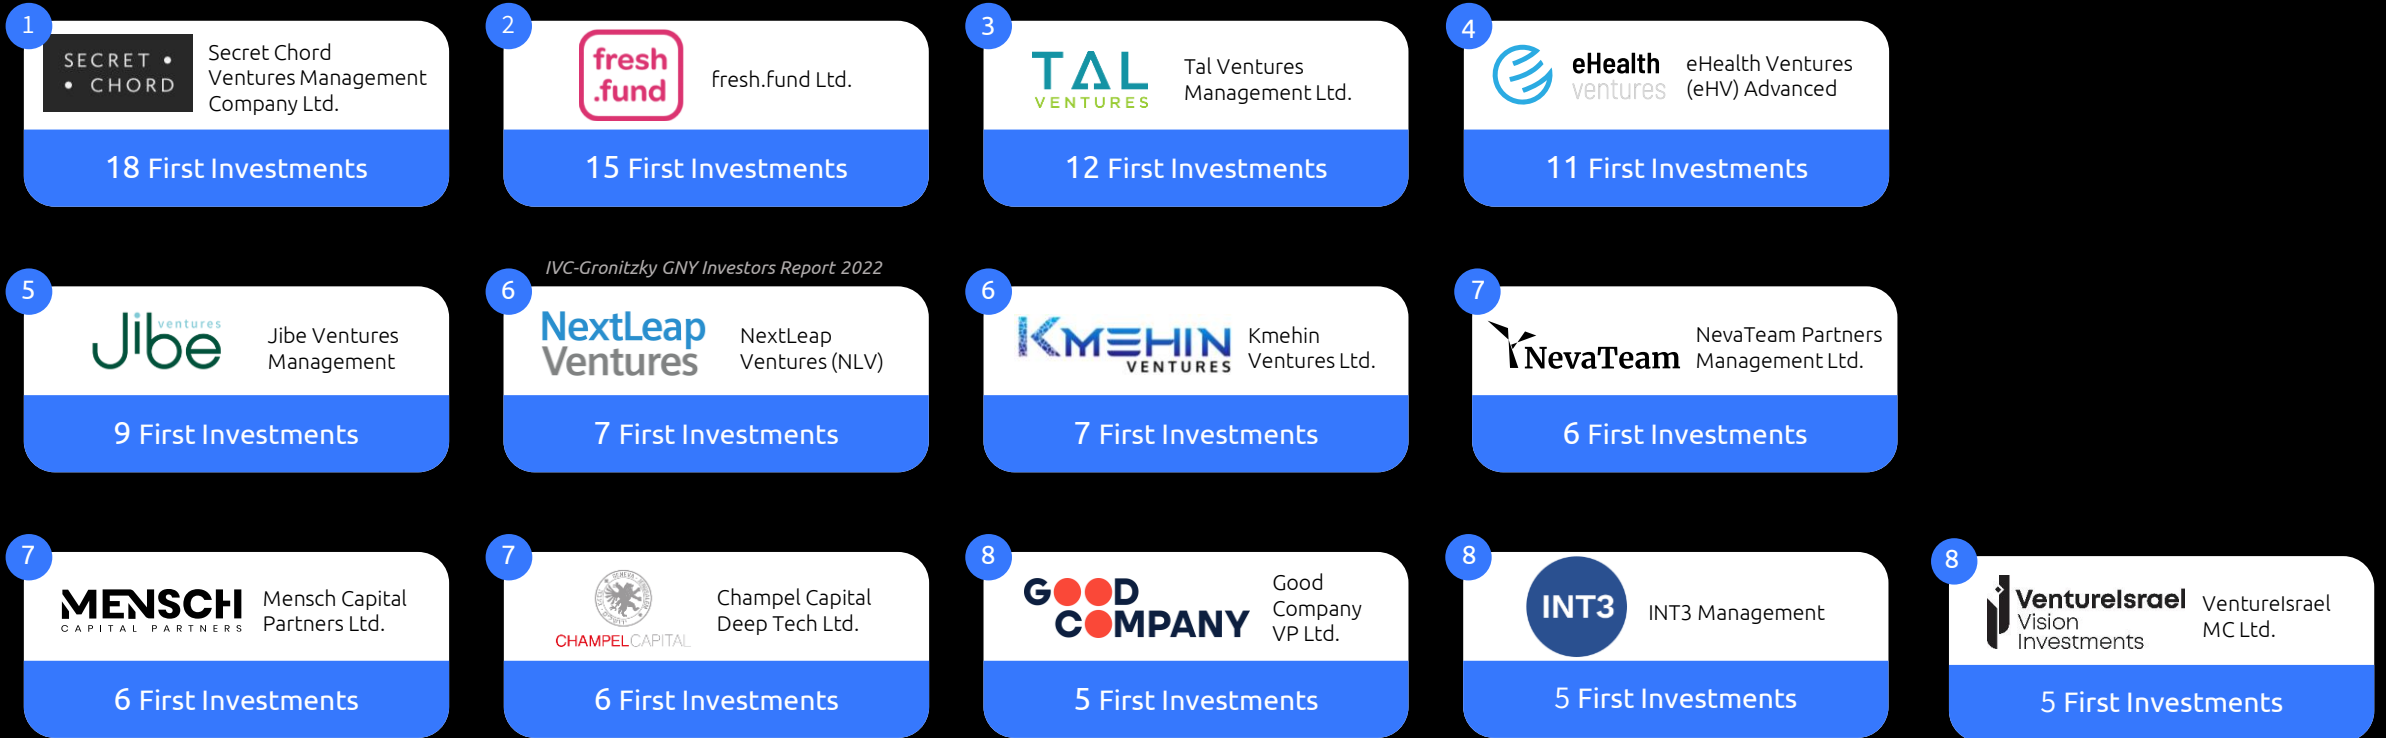 1
SECRET •
• CHORD
Secret Chord
Ventures Management
Company Ltd.
18 First Investments
2
fresh
.fund
fresh.fund Ltd.
15 First Investments
3
TAL
VENTURES
Tal Ventures
Management Ltd.
12 First Investments
4
eHealth
ventures
eHealth Ventures
(eHV) Advanced
11 First Investments
IVC-Gronitzky GNY Investors Report 2022
5
Jibe
ventures
Jibe Ventures
Management
9 First Investments
6
NextLeap
Ventures
NextLeap
Ventures (NLV)
7 First Investments
6
KMEHIN
VENTURES
Kmehin
Ventures Ltd.
7 First Investments
7
NevaTeam
NevaTeam Partners
Management Ltd.
6 First Investments
7
MENSCH
CAPITAL PARTNERS
Mensch Capital
Partners Ltd.
6 First Investments
7
CHAMPELCAPITAL
Champel Capital
Deep Tech Ltd.
6 First Investments
8
GOOD
COMPANY
Good
Company
VP Ltd.
5 First Investments
8
INT3
INT3 Management
5 First Investments
8
VentureIsrael
Vision
Investments
VentureIsrael
MC Ltd.
5 First Investments